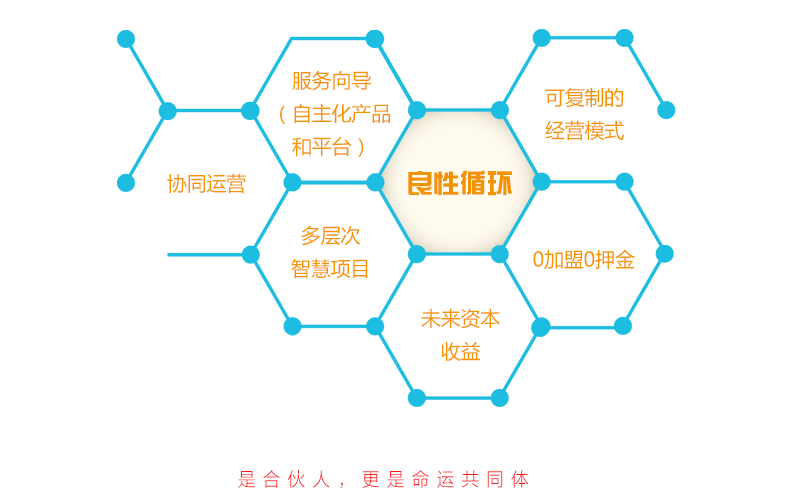 服务向导
（自主化产品
和平台）
可复制的
经营模式
协同运营
良性循环
多层次
智慧项目
0加盟0押金
未来资本
收益
是合伙人，更是命运共同体